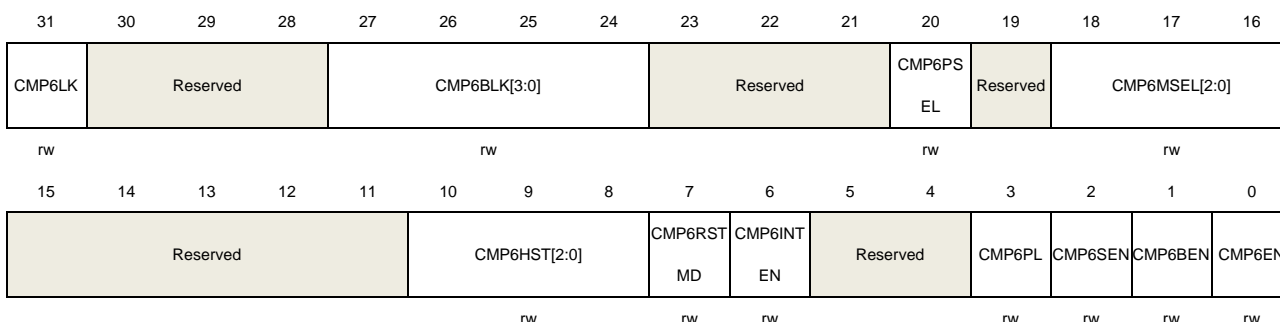 31 30 29 28 27 26 25 24 23 22 21 20 19 18 17 16
CMP6LK Reserved CMP6BLK[3:0] Reserved CMP6PS EL Reserved CMP6MSEL[2:0]
rw rw rw rw
15 14 13 12 11 10 9 8 7 6 5 4 3 2 1 0
Reserved CMP6HST[2:0] CMP6RST MD CMP6INT EN Reserved CMP6PL CMP6SEN CMP6BEN CMP6EN
rw rw rw rw rw rw rw